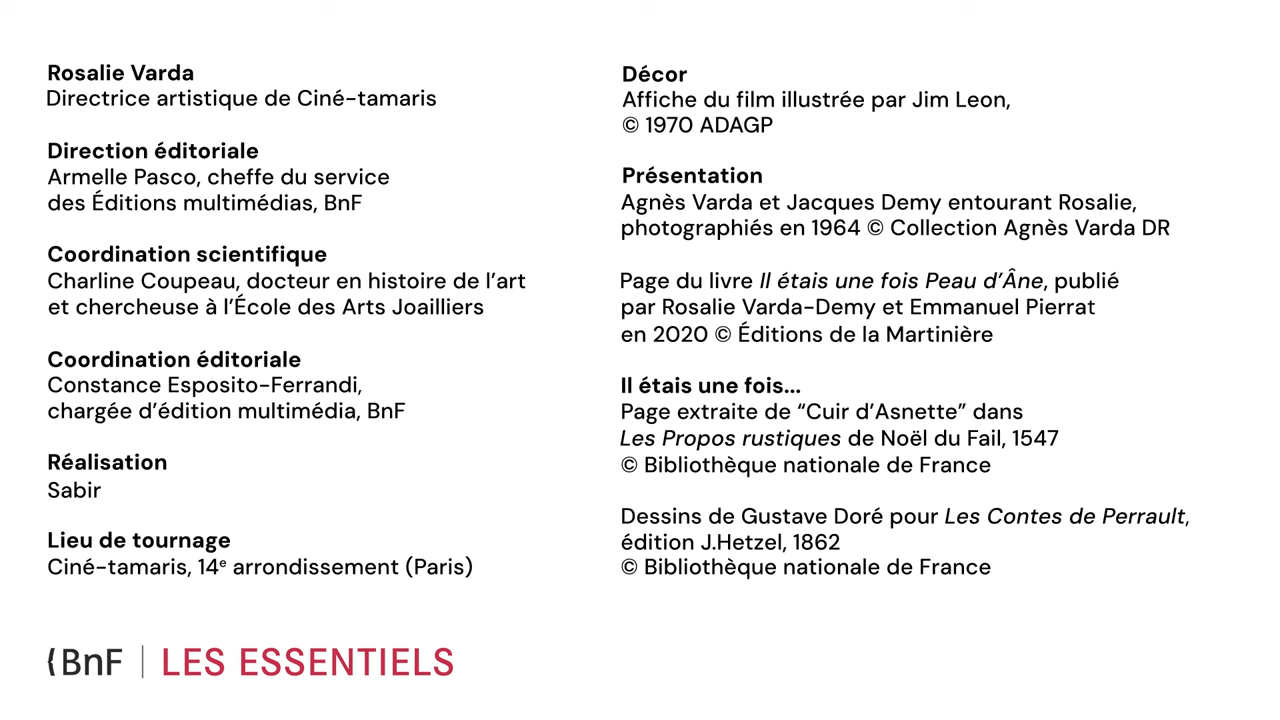 Rosalie Varda
Directrice artistique de Ciné-tamaris
Direction éditoriale
Armelle Pasco, cheffe du service
des Éditions multimédias, BnF
Coordination scientifique
Charline Coupeau, docteur en histoire de l'art
et chercheuse à l'École des Arts Joailliers
Coordination éditoriale
Constance Esposito-Ferrandi,
chargée d'édition multimédia, BnF
Réalisation
Sabir
Lieu de tournage
Ciné-tamaris, 14e arrondissement (Paris)
Décor
Affiche du film illustrée par Jim Leon,
© 1970 ADAGP
Présentation
Agnès Varda et Jacques Demy entourant Rosalie,
photographiés en 1964 © Collection Agnès Varda DR
Page du livre Il étais une fois Peau d'Âne, publié
par Rosalie Varda-Demy et Emmanuel Pierrat
en 2020 © Éditions de la Martinière
Il étais une fois...
Page extraite de “Cuir d'Asnette” dans
Les Propos rustiques de Noël du Fail, 1547
© Bibliothèque nationale de France
Dessins de Gustave Doré pour Les Contes de Perrault,
édition J.Hetzel, 1862
© Bibliothèque nationale de France
BnF | LES ESSENTIELS